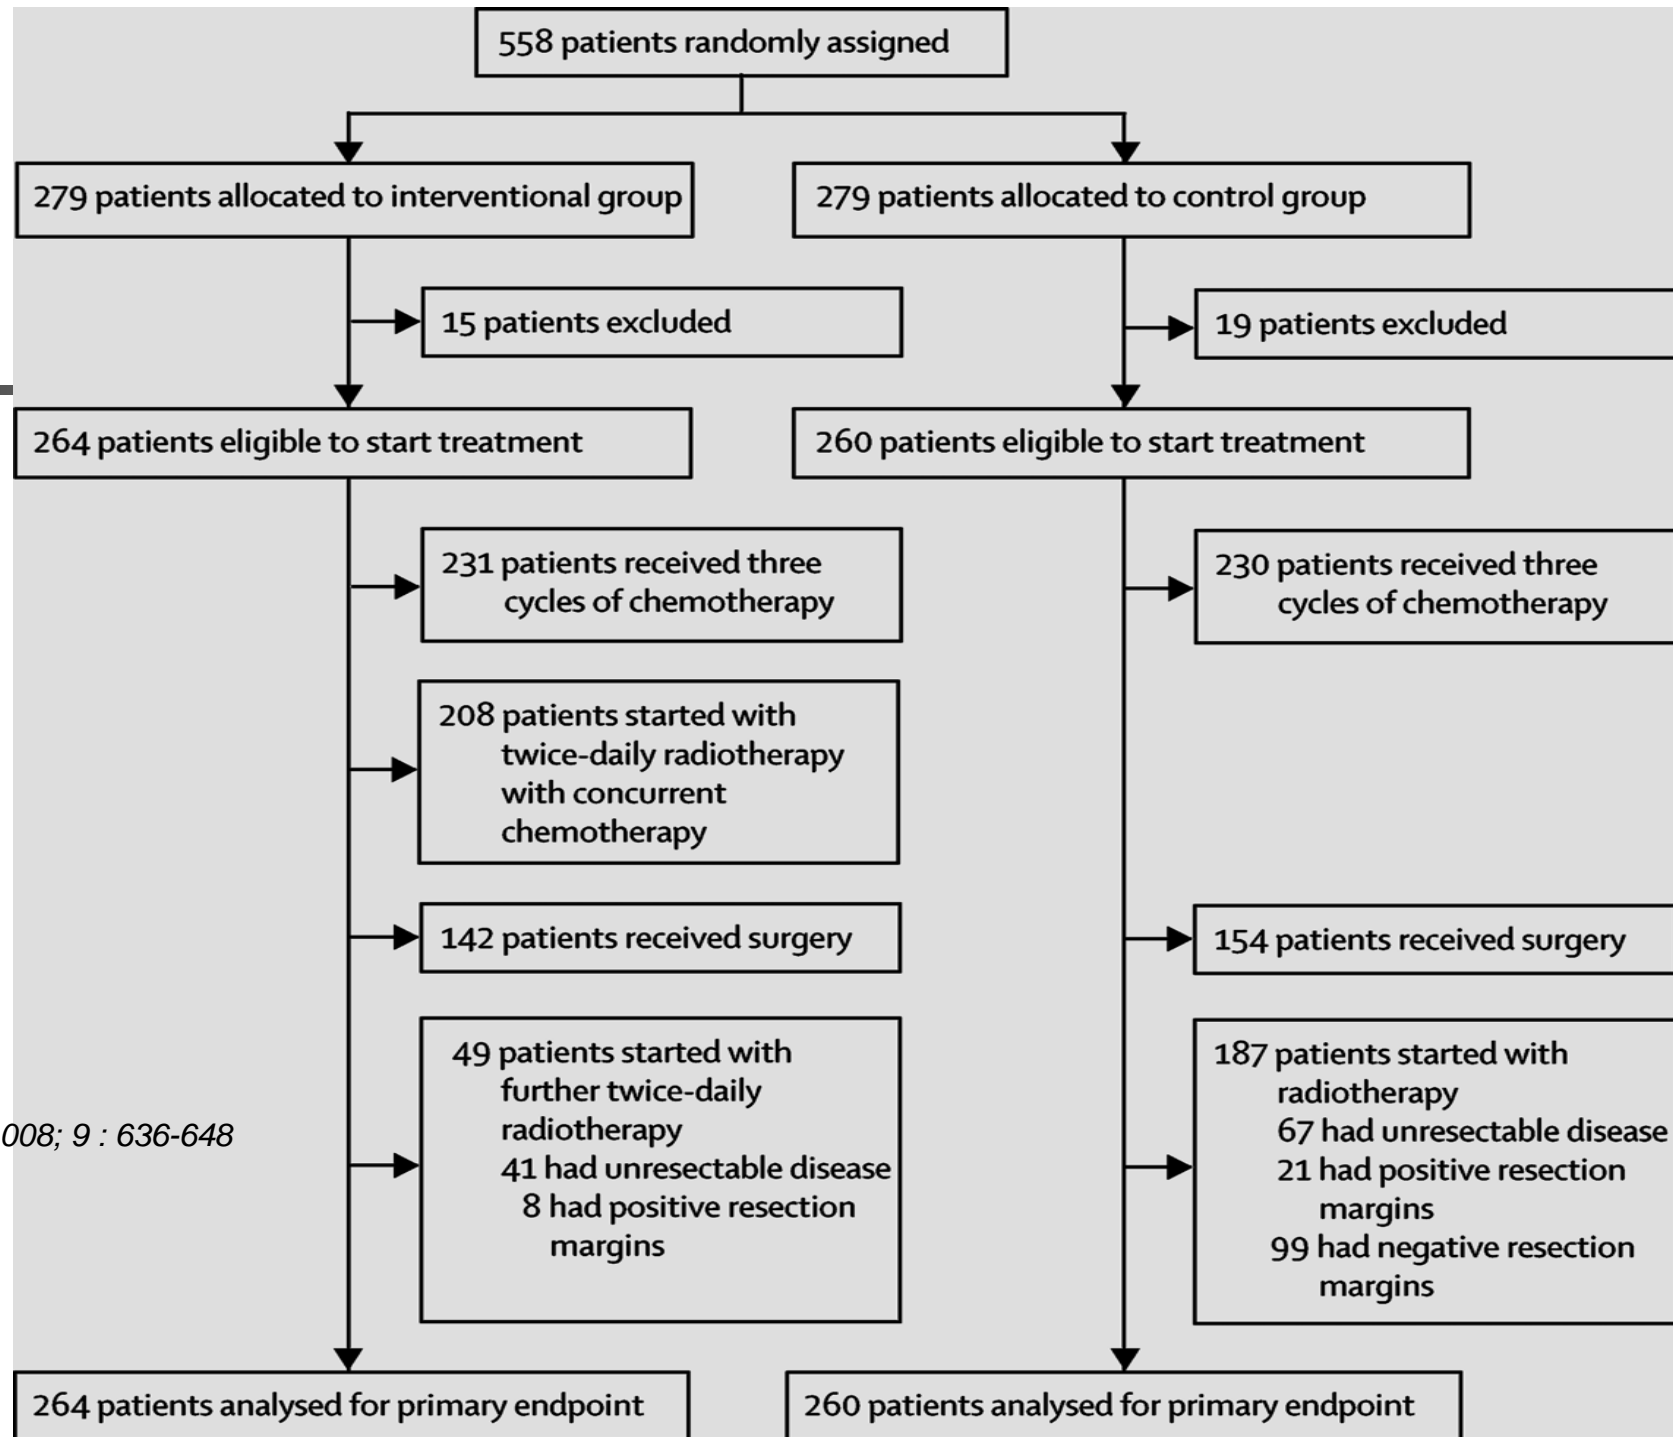 558 patients randomly assigned
279 patients allocated to interventional group
279 patients allocated to control group
15 patients excluded
19 patients excluded
264 patients eligible to start treatment
260 patients eligible to start treatment
231 patients received three
cycles of chemotherapy
230 patients received three
cycles of chemotherapy
208 patients started with
twice-daily radiotherapy
with concurrent
chemotherapy
142 patients received surgery
154 patients received surgery
49 patients started with
further twice-daily
radiotherapy
41 had unresectable disease
8 had positive resection
margins
187 patients started with
radiotherapy
67 had unresectable disease
21 had positive resection
margins
99 had negative resection
margins
008; 9 : 636-648
264 patients analysed for primary endpoint
260 patients analysed for primary endpoint